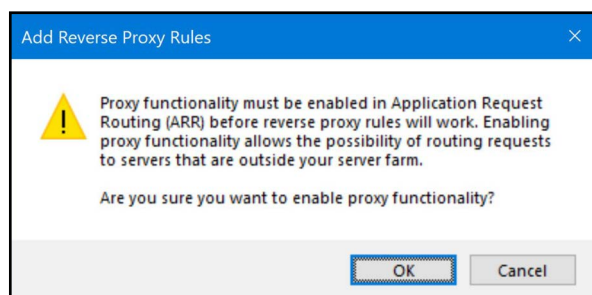 Add Reverse Proxy Rules
Proxy functionality must be enabled in Application Request
Routing (ARR) before reverse proxy rules will work. Enabling
proxy functionality allows the possibility of routing requests
to servers that are outside your server farm.
Are you sure you want to enable proxy functionality?
OK
Cancel